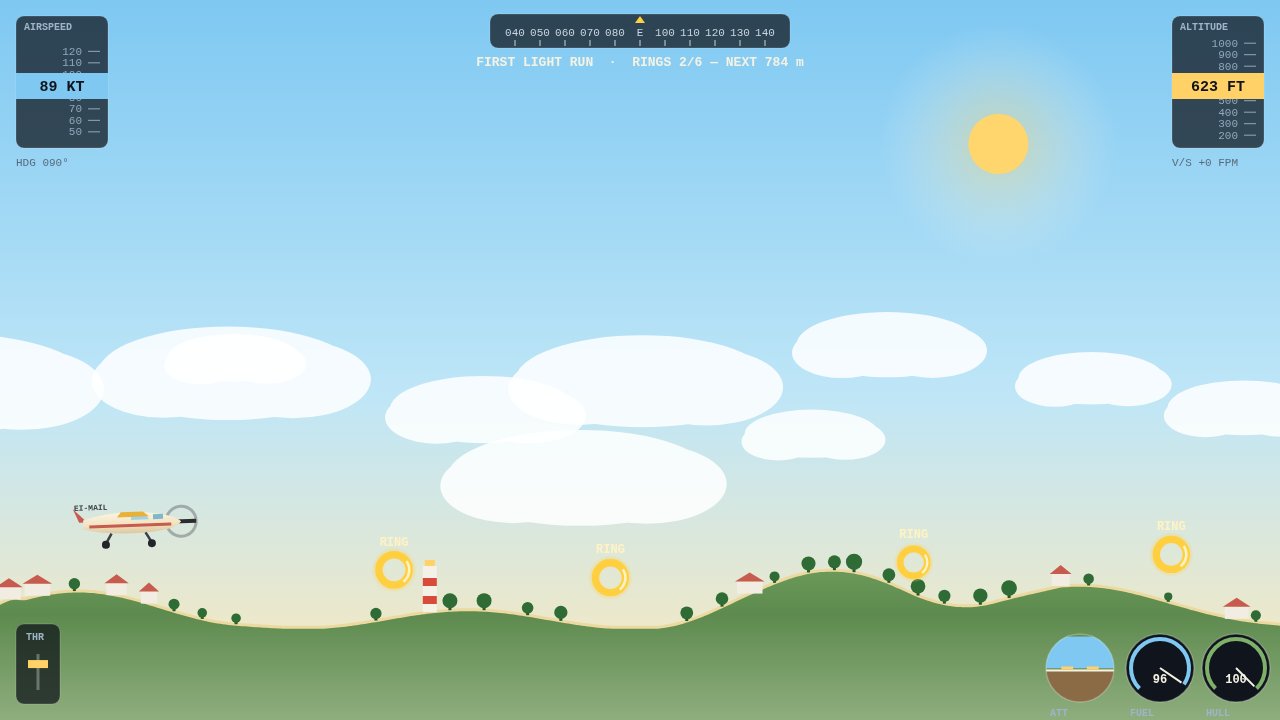 AIRSPEED
120
110
89 KT
70
60
50
HDG 090°
040 050 060 070 080 E 100 110 120 130 140
FIRST LIGHT RUN · RINGS 2/6 — NEXT 784 m
ALTITUDE
1000
900
800
623 FT
500
400
300
200
V/S +0 FPM
EI-MAIL
RING
RING
RING
RING
THR
96
100
ATT
FUEL
HULL